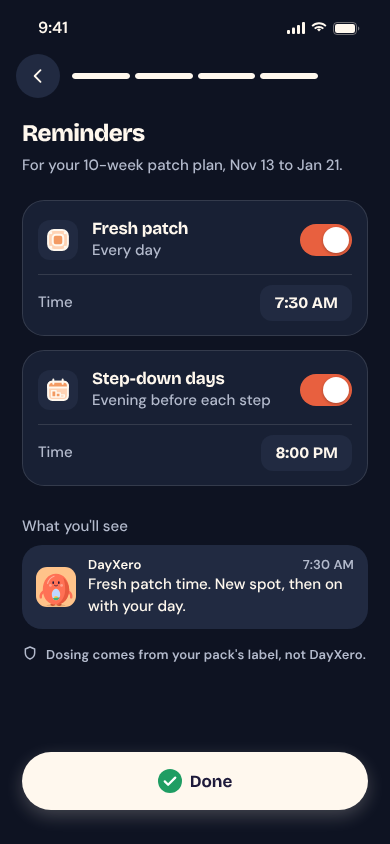 9:41
Reminders
For your 10-week patch plan, Nov 13 to Jan 21.
Fresh patch
Every day
Time
7:30 AM
Step-down days
Evening before each step
Time
8:00 PM
What you'll see
DayXero
7:30 AM
Fresh patch time. New spot, then on
with your day.
Dosing comes from your pack's label, not DayXero.
Done